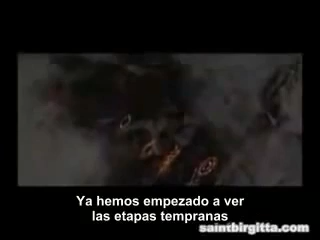 Ya hemos empezado a ver
las etapas tempranas
saintbirgitta.com